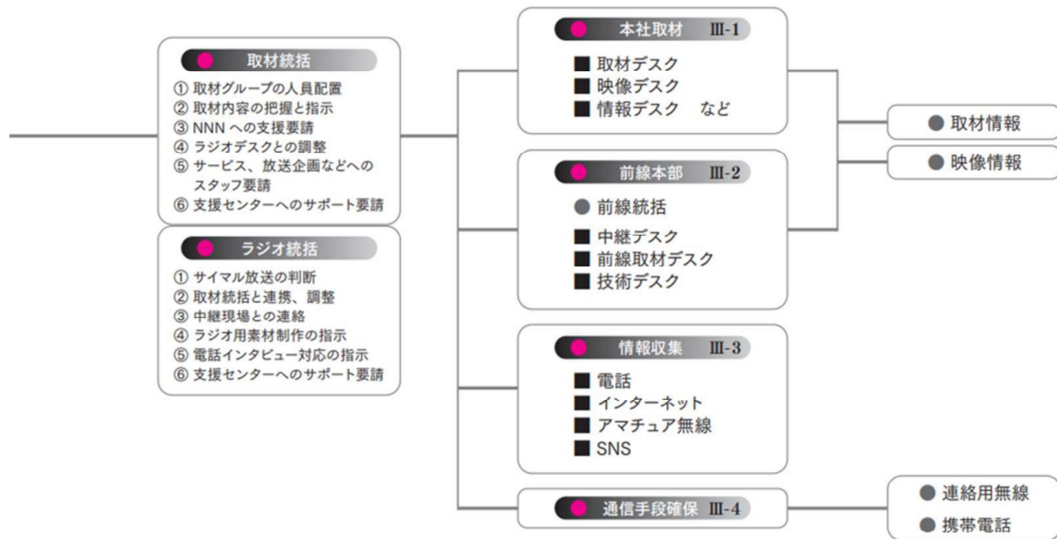 取材統括
① 取材グループの人員配置
② 取材内容の把握と指示
③ NNN への支援要請
④ ラジオデスクとの調整
⑤ サービス、放送企画などへの
スタッフ要請
⑥ 支援センターへのサポート要請
ラジオ統括
① サイマル放送の判断
② 取材統括と連携、調整
③ 中継現場との連絡
④ ラジオ用素材制作の指示
⑤ 電話インタビュー対応の指示
⑥ 支援センターへのサポート要請
本社取材 Ⅲ-1
■ 取材デスク
■ 映像デスク
■ 情報デスク など
前線本部 Ⅲ-2
● 前線統括
■ 中継デスク
■ 前線取材デスク
■ 技術デスク
情報収集 Ⅲ-3
■ 電話
■ インターネット
■ アマチュア無線
■ SNS
通信手段確保 Ⅲ-4
● 取材情報
● 映像情報
● 連絡用無線
● 携帯電話